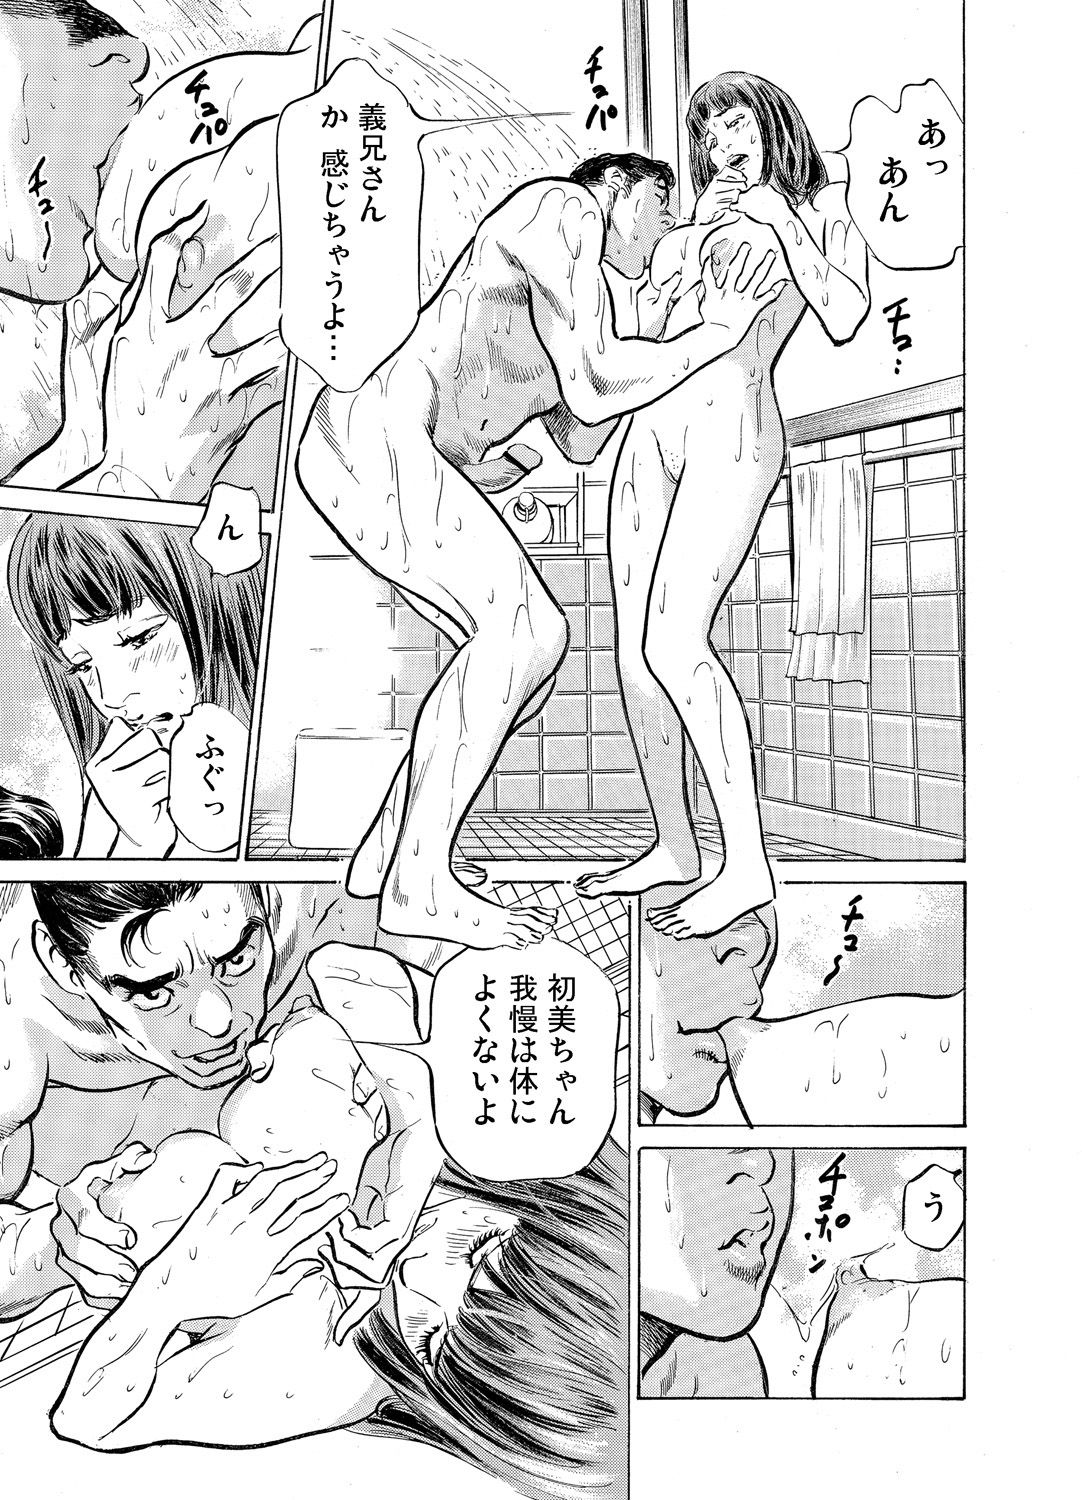 あっ
あん
チュパ
チュ…
義兄さん
か 感じちゃうよ…
チュパ
チュ～
ん
ふぐっ
チュ～
う
チュポン
初美ちゃん
我慢は体に
よくないよ